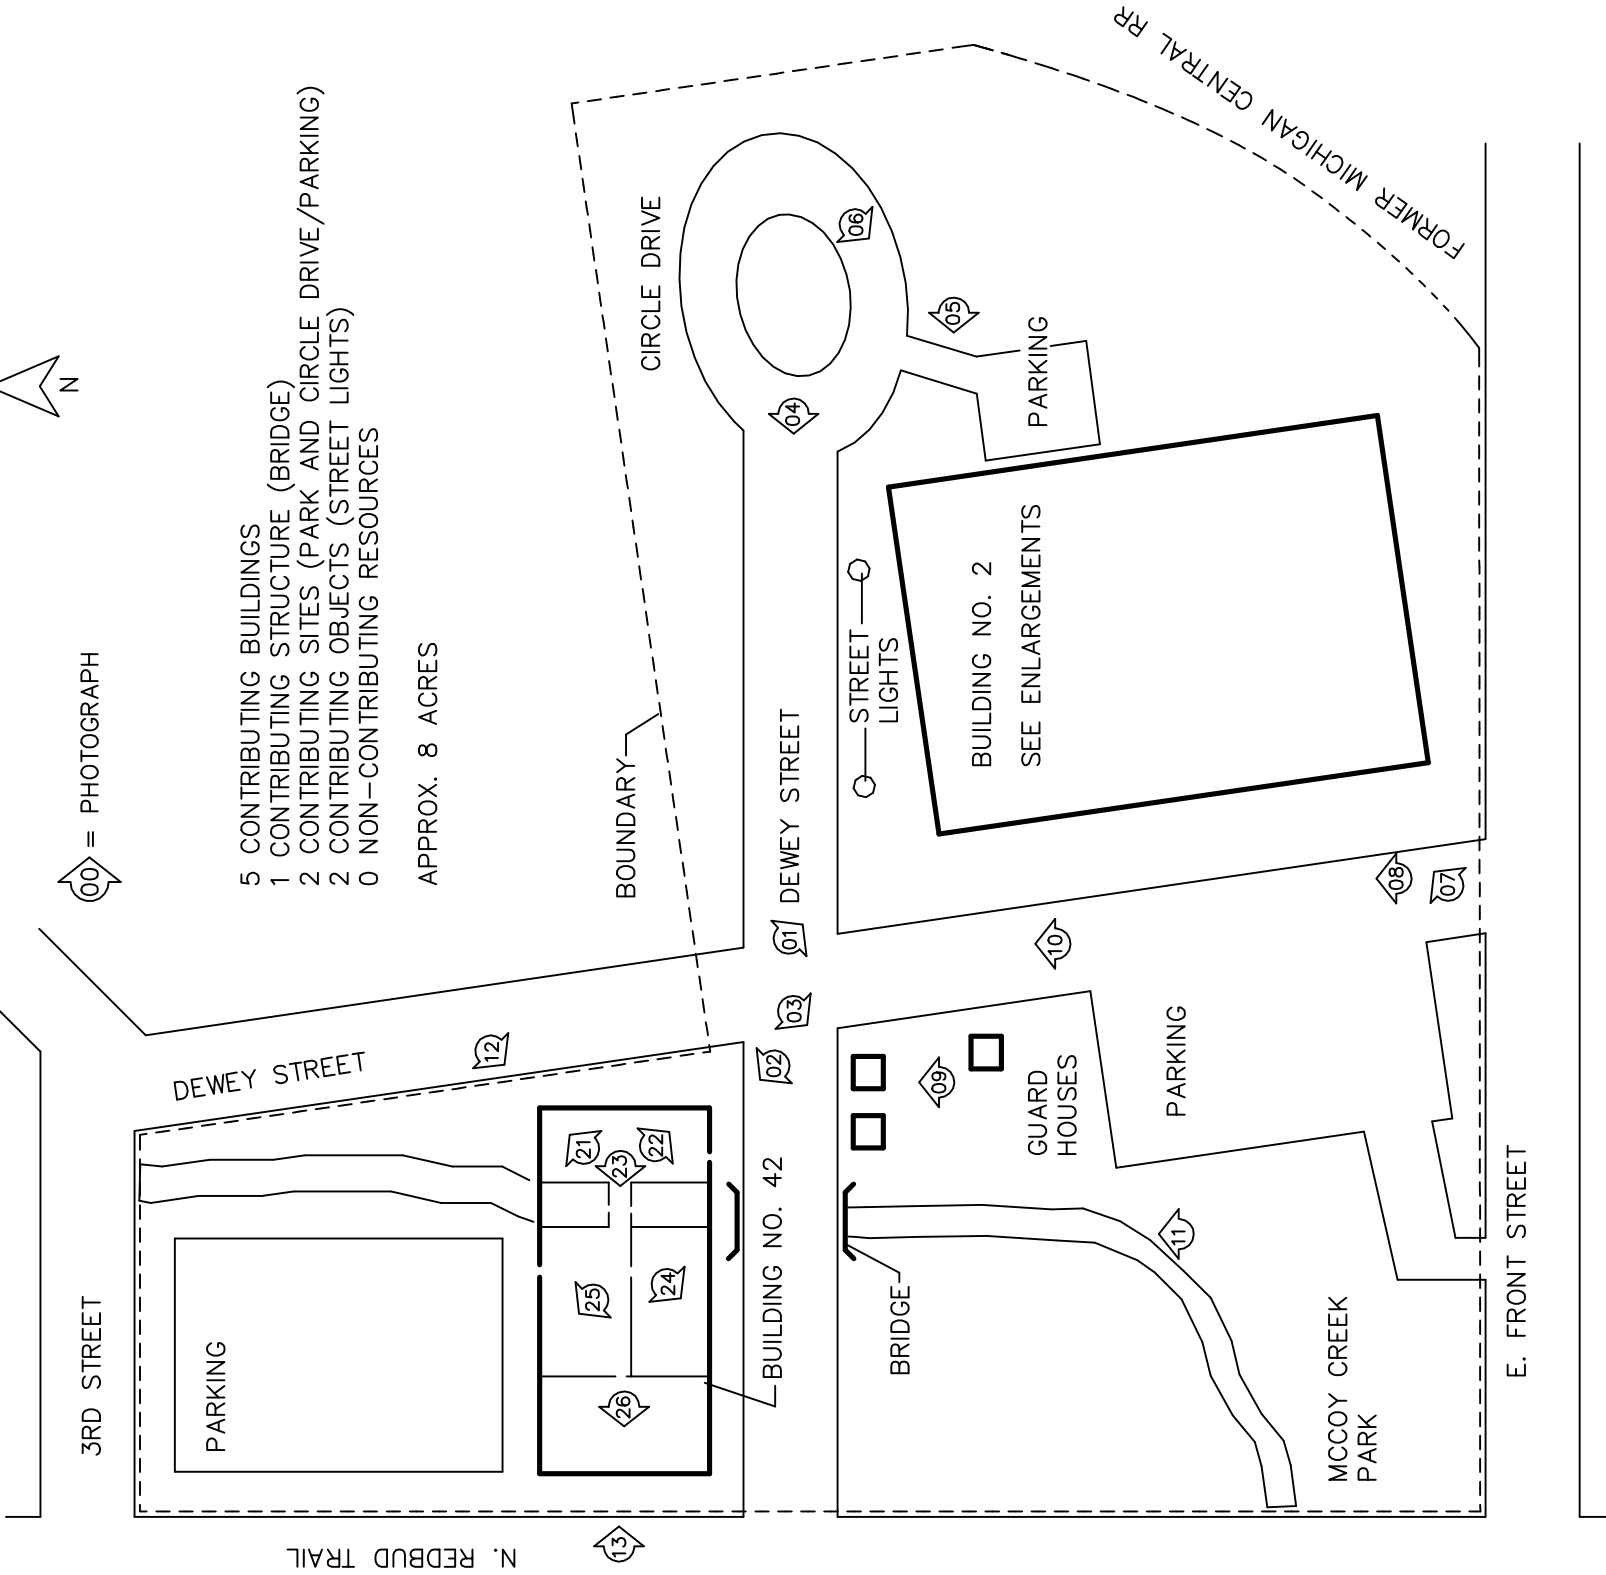 N
00 = PHOTOGRAPH
5 CONTRIBUTING BUILDINGS
1 CONTRIBUTING STRUCTURE (BRIDGE)
2 CONTRIBUTING SITES (PARK AND CIRCLE DRIVE/PARKING)
2 CONTRIBUTING OBJECTS (STREET LIGHTS)
0 NON-CONTRIBUTING RESOURCES
APPROX. 8 ACRES
3RD STREET
DEWEY STREET
PARKING
N. REDBUD TRAIL
12
21
22
23
24
25
26
13
BUILDING NO. 42
BOUNDARY
CIRCLE DRIVE
DEWEY STREET
01
02
03
04
05
06
STREET
LIGHTS
PARKING
BUILDING NO. 2
SEE ENLARGEMENTS
FORMER MICHIGAN CENTRAL RR
BRIDGE
09
GUARD
HOUSES
10
11
PARKING
08
07
MCCOY CREEK
PARK
E. FRONT STREET